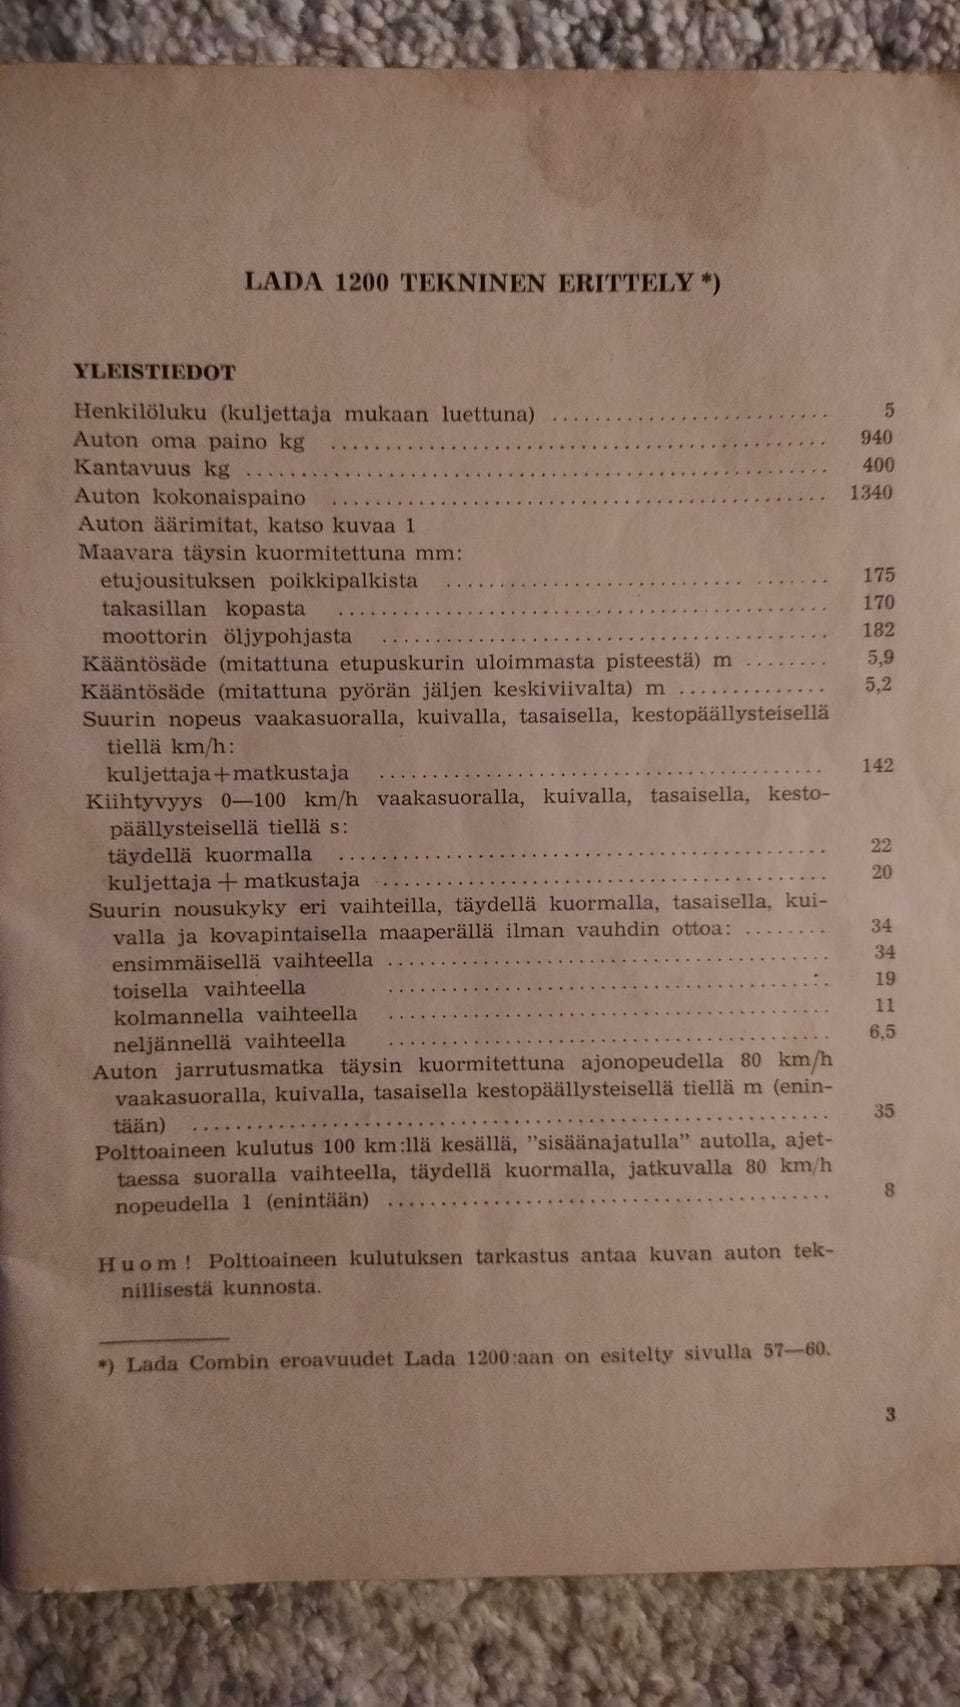 LADA 1200 TEKNINEN ERITTELY *)
YLEISTIEDOT
Henkilöluku (kuljettaja mukaan luettuna) .......................... 5
Auton oma paino kg .............................................. 940
Kantavuus kg ...................................................... 400
Auton kokonaispaino .............................................. 1340
Auton äärimitat, katso kuvaa 1
Maavara täysin kuormitettuna mm:
etujousituksen poikkipalkista .................................... 175
takasillan kopasta .............................................. 170
moottorin öljypohjasta .......................................... 182
Kääntösäde (mitattuna etupuskurin uloimmasta pisteestä) m ........ 5,9
Kääntösäde (mitattuna pyörän jäljen keskiviivalta) m .............. 5,2
Suurin nopeus vaakasuoralla, kuivalla, tasaisella, kestopäällysteisellä
tiellä km/h:
kuljettaja+matkustaja .......................................... 142
Kiihtyvyys 0—100 km/h vaakasuoralla, kuivalla, tasaisella, kesto-
päällysteisellä tiellä s:
täydellä kuormalla .............................................. 22
kuljettaja + matkustaja .......................................... 20
Suurin nousukyky eri vaihteilla, täydellä kuormalla, tasaisella, kui-
valla ja kovapintaisella maaperällä ilman vauhdin ottoa: ........ 34
ensimmäisellä vaihteella .......................................... 34
toisella vaihteella .......................................... 19
kolmannella vaihteella .......................................... 11
neljännellä vaihteella .......................................... 6,5
Auton jarrutusmatka täysin kuormitettuna ajonopeudella 80 km/h
vaakasuoralla, kuivalla, tasaisella kestopäällysteisellä tiellä m (enin-
tään) ............................................................ 35
Polttoaineen kulutus 100 km:llä kesällä, "sisäänajatulla" autolla, ajet-
taessa suoralla vaihteella, täydellä kuormalla, jatkuvalla 80 km/h
nopeudella l (enintään) .......................................... 8
Huom! Polttoaineen kulutuksen tarkastus antaa kuvan auton tek-
nillisestä kunnosta.
*) Lada Combin eroavuudet Lada 1200:aan on esitelty sivulla 57—60.
3